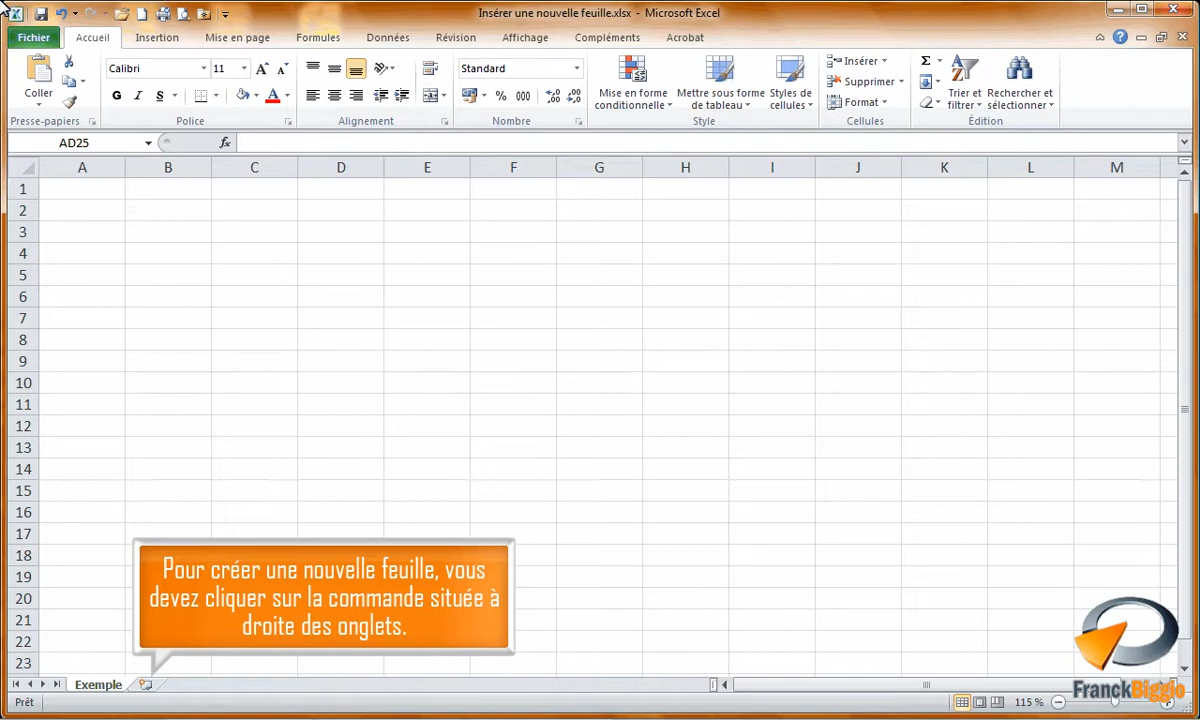 Insérer une nouvelle feuille.xlsx - Microsoft Excel
Fichier Accueil Insertion Mise en page Formules Données Révision Affichage Compléments Acrobat
Coller
Presse-papiers
Calibri 11
G I S A
Police
Alignement
Standard
% 000
Nombre
Mise en forme conditionnelle
Mettre sous forme de tableau
Styles de cellules
Style
Insérer
Supprimer
Format
Cellules
Σ
Trier et filtrer
Rechercher et sélectionner
Édition
AD25 fx
A B C D E F G H I J K L M
1
2
3
4
5
6
7
8
9
10
11
12
13
14
15
16
17
18
19
20
21
22
23
Pour créer une nouvelle feuille, vous
devez cliquer sur la commande située à
droite des onglets.
FranckBiggio
Exemple
Prêt 115 %